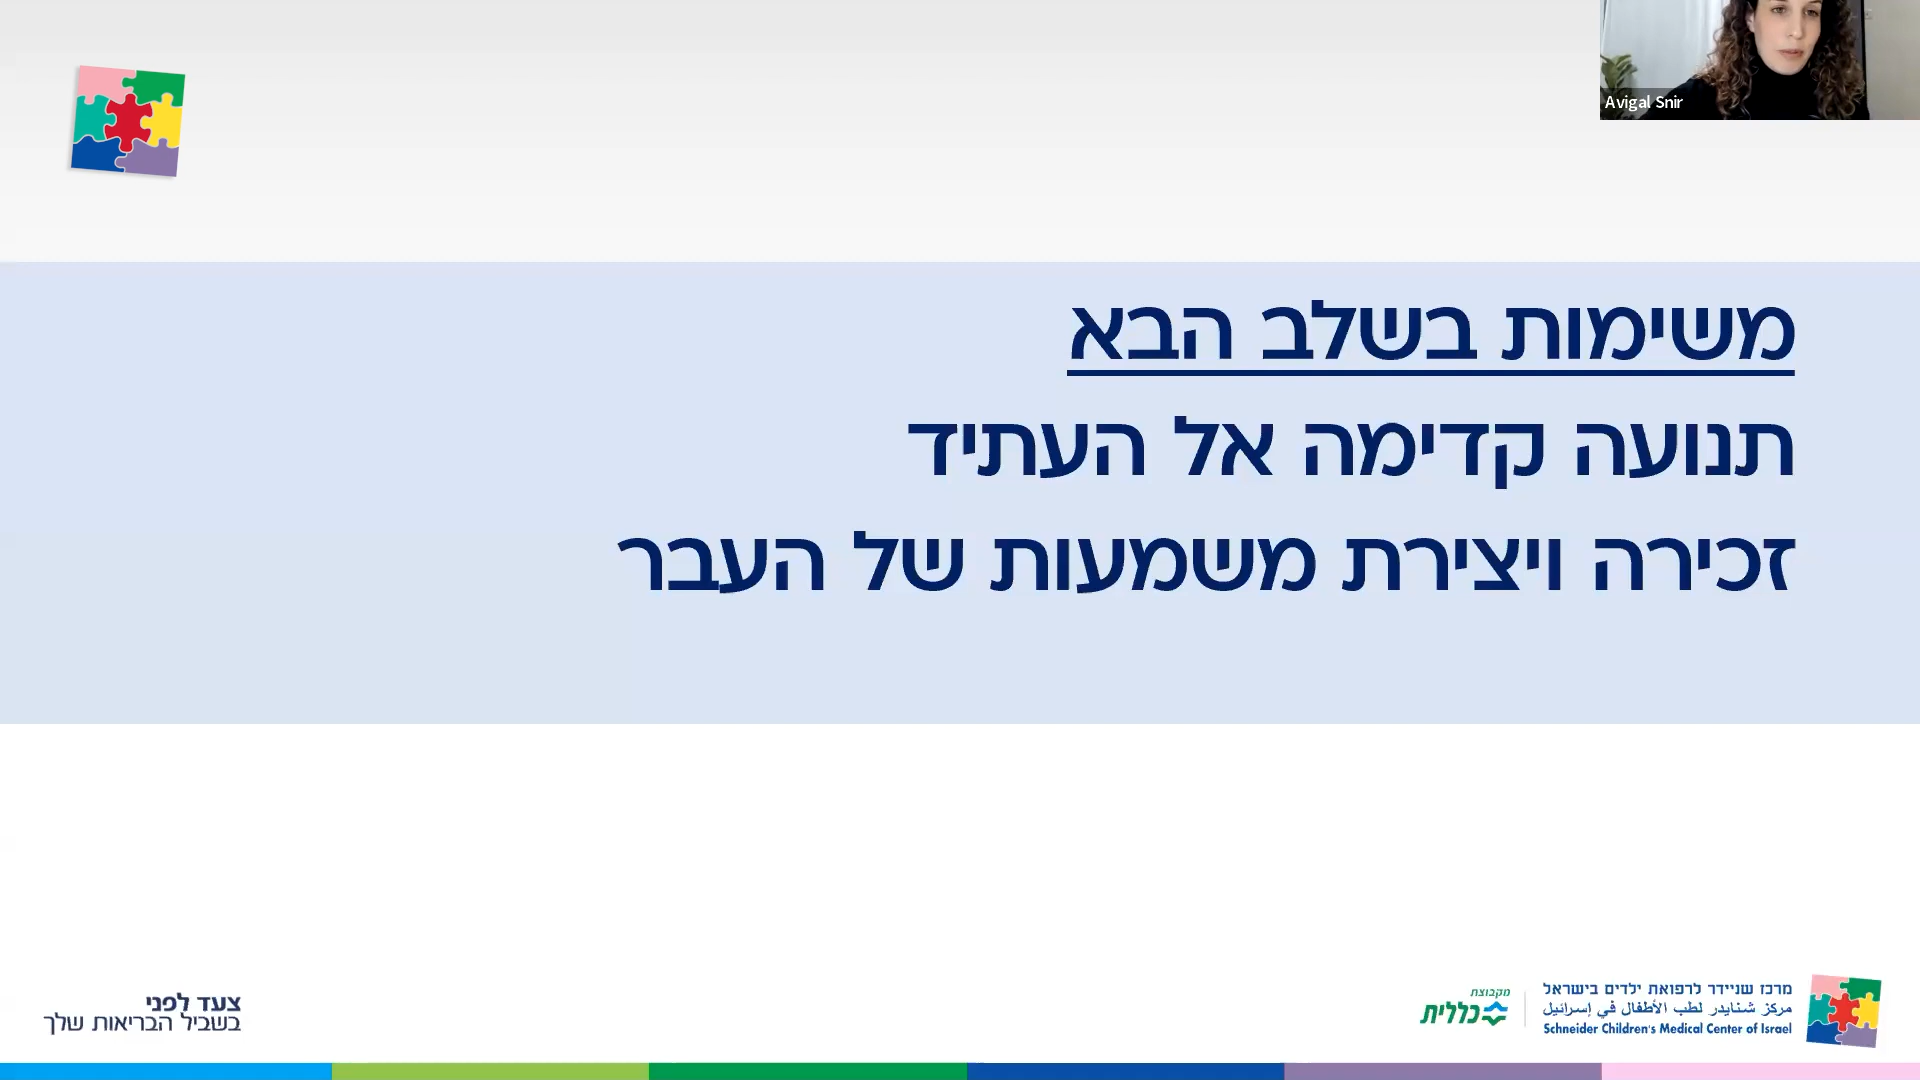 Avigal Snir
משימות בשלב הבא
תנועה קדימה אל העתיד
זכירה ויצירת משמעות של העבר
צעד לפני
בשביל הבריאות שלך
מקבוצת
כללית
מרכז שניידר לרפואת ילדים בישראל
مركز شنايدر لطب الأطفال في إسرائيل
Schneider Children's Medical Center of Israel